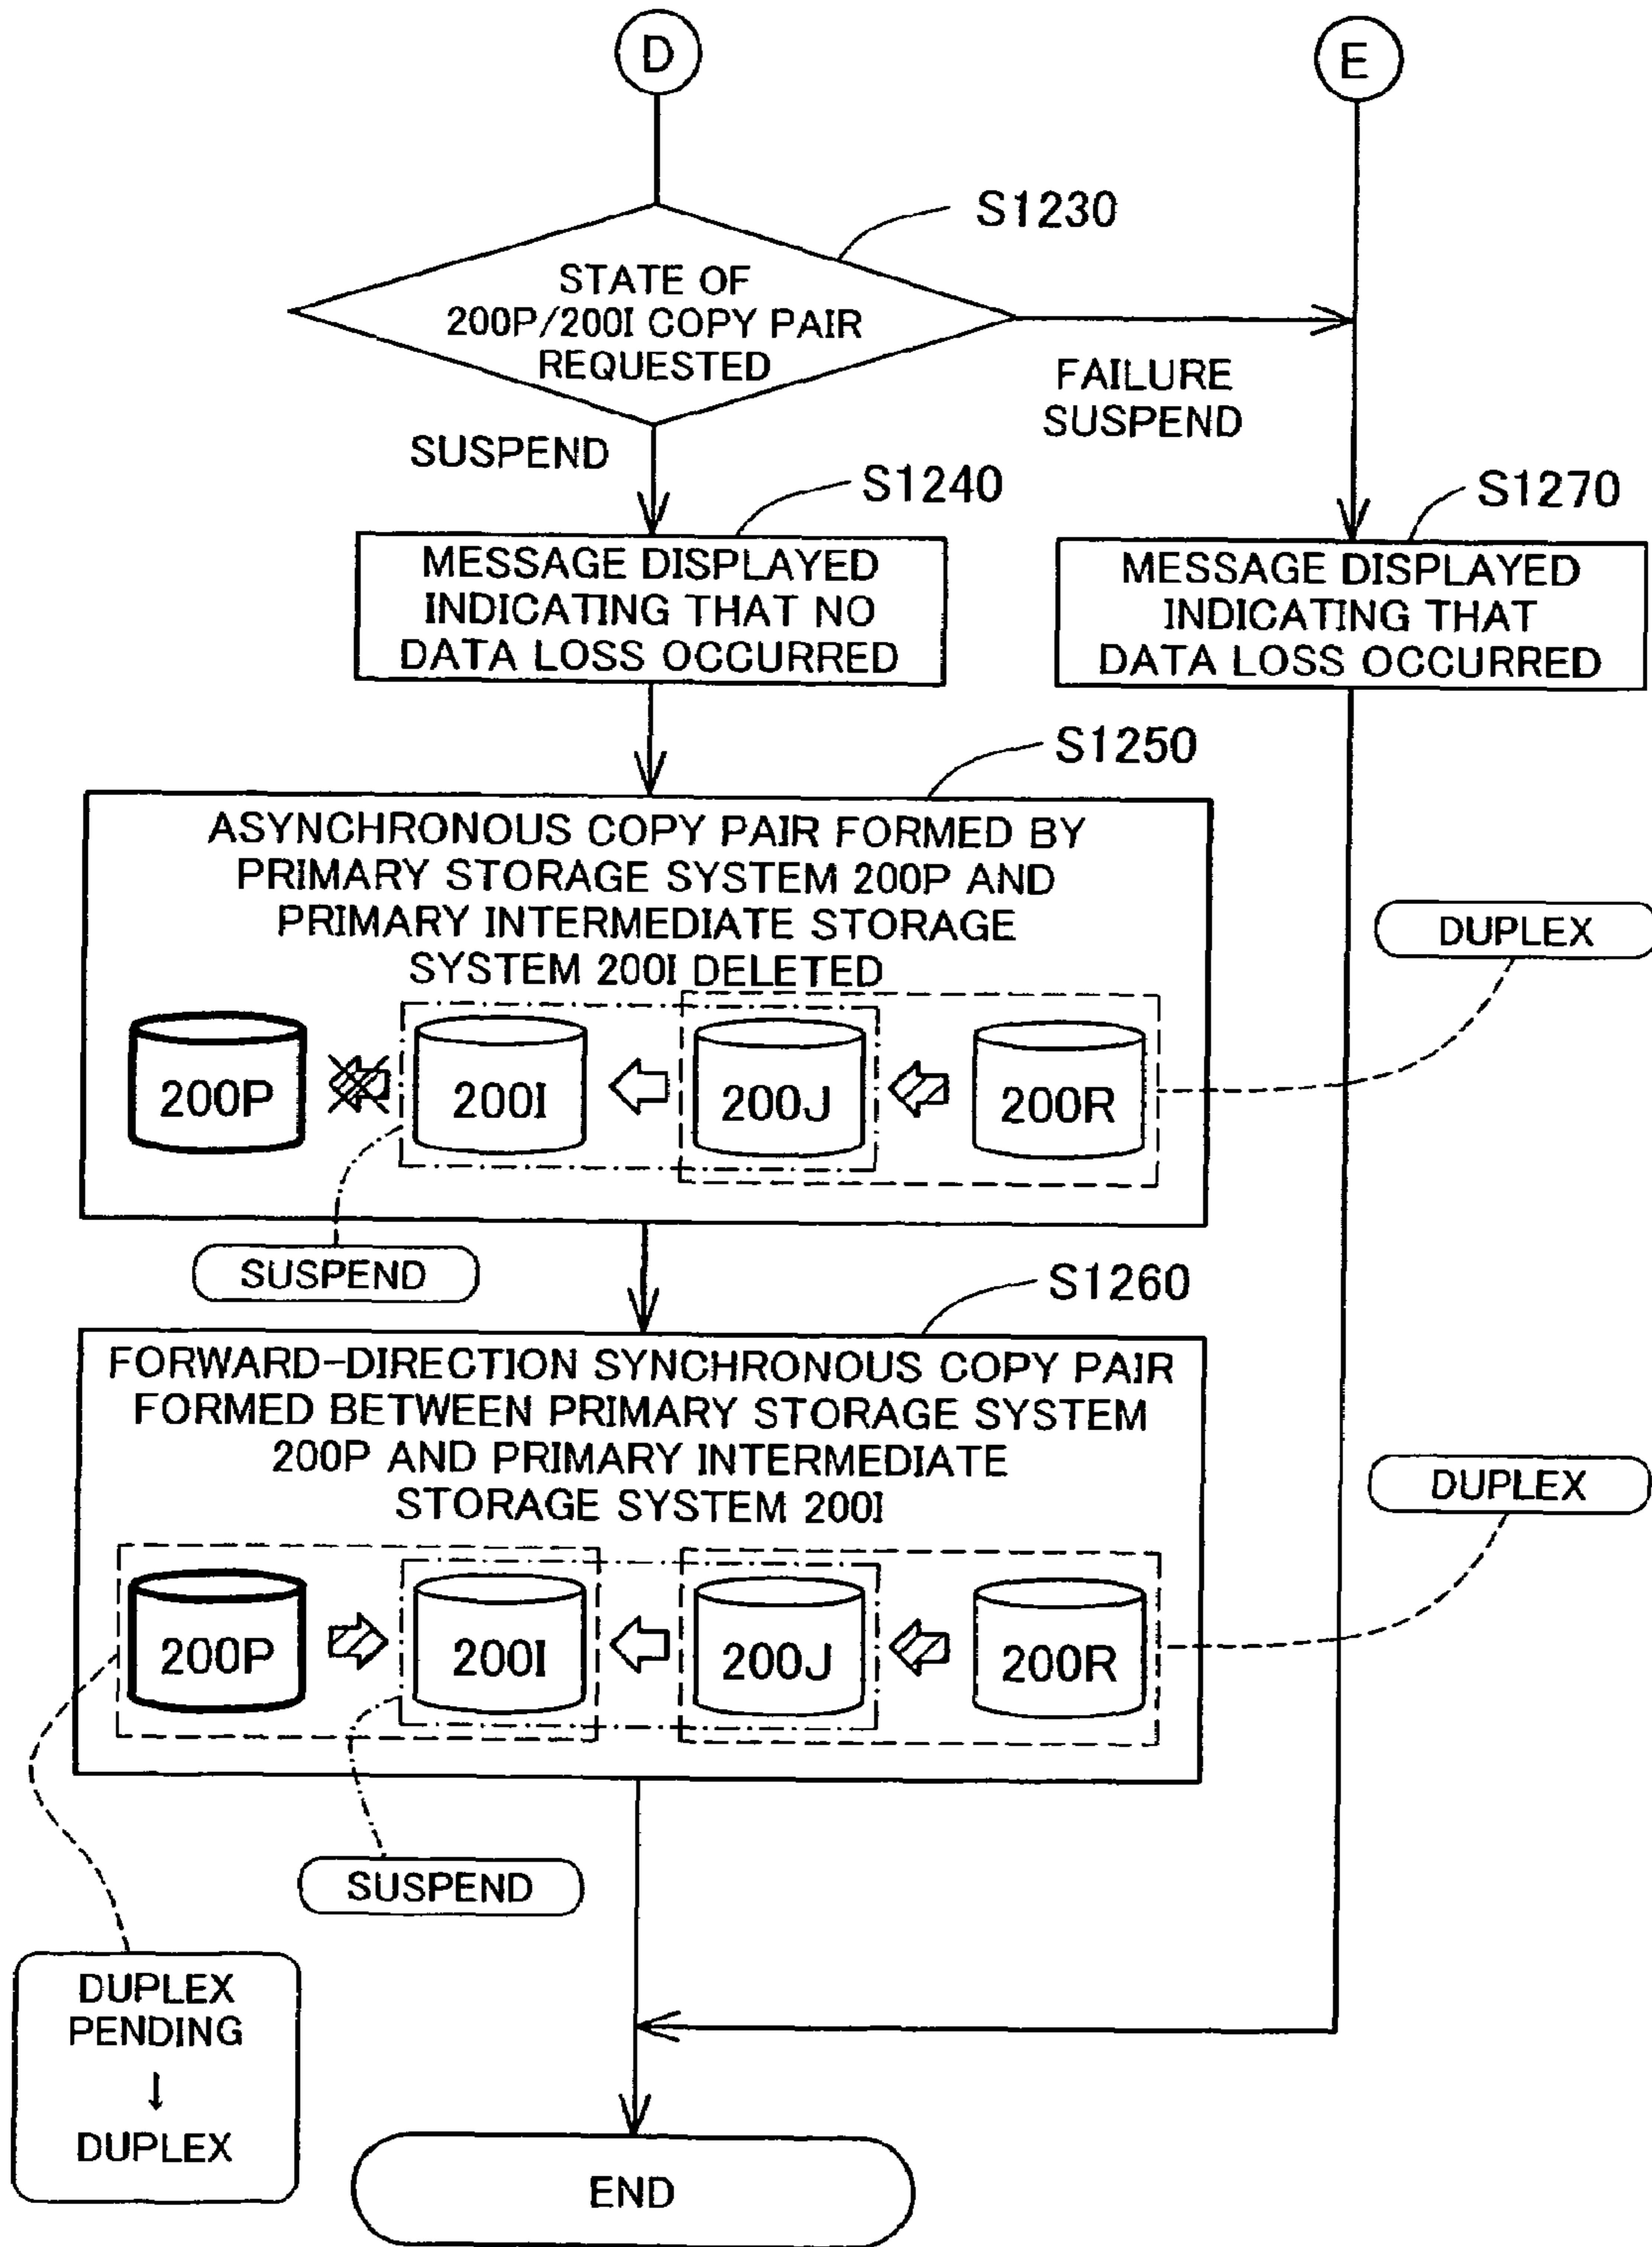 D
E
S1230
STATE OF
200P/200I COPY PAIR
REQUESTED
FAILURE
SUSPEND
SUSPEND
S1240
S1270
MESSAGE DISPLAYED
INDICATING THAT NO
DATA LOSS OCCURRED
MESSAGE DISPLAYED
INDICATING THAT
DATA LOSS OCCURRED
S1250
ASYNCHRONOUS COPY PAIR FORMED BY
PRIMARY STORAGE SYSTEM 200P AND
PRIMARY INTERMEDIATE STORAGE
SYSTEM 200I DELETED
DUPLEX
200P
200I
200J
200R
SUSPEND
S1260
FORWARD-DIRECTION SYNCHRONOUS COPY PAIR
FORMED BETWEEN PRIMARY STORAGE SYSTEM
200P AND PRIMARY INTERMEDIATE
STORAGE SYSTEM 200I
DUPLEX
200P
200I
200J
200R
SUSPEND
DUPLEX
PENDING
↓
DUPLEX
END